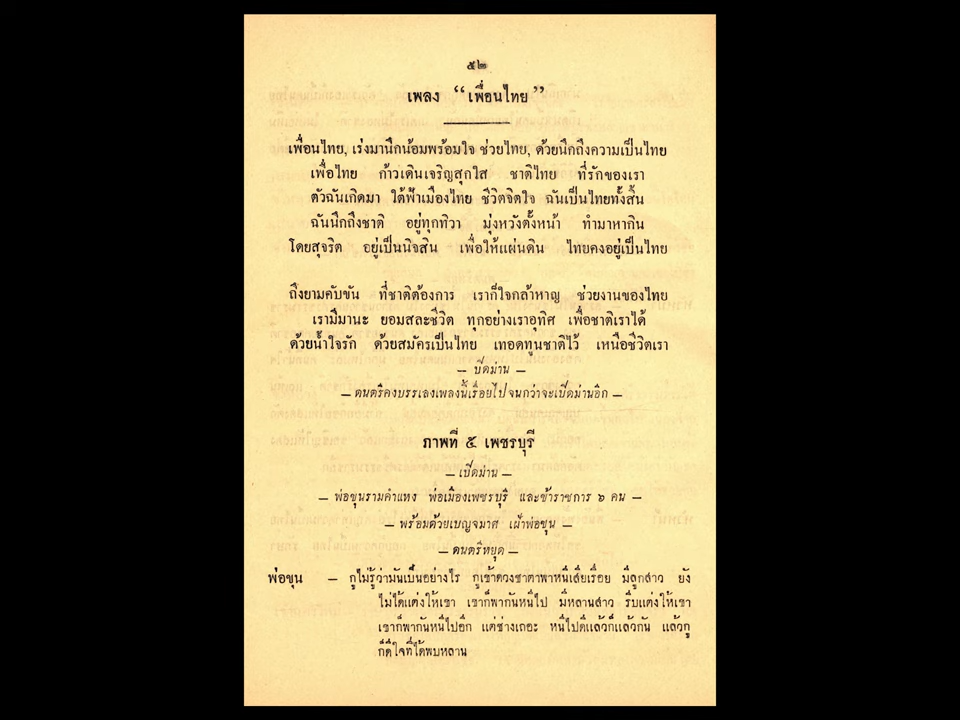 ๕๒
เพลง “เพื่อนไทย”
เพื่อนไทย, เร่งมานึกน้อมพร้อมใจ ช่วยไทย, ด้วยนึกถึงความเป็นไทย
เพื่อไทย ก้าวเดินเจริญสุกใส ชาติไทย ที่รักของเรา
ตัวฉันเกิดมา ใต้ฟ้าเมืองไทย ชีวิตจิตใจ ฉันเป็นไทยทั้งสิ้น
ฉันนึกถึงชาติ อยู่ทุกทิวา มุ่งหวังตั้งหน้า ทำมาหากิน
โดยสุจริต อยู่เป็นนิจสิน เพื่อให้แผ่นดิน ไทยคงอยู่เป็นไทย
ถึงยามคับขัน ที่ชาติต้องการ เราก็ใจกล้าหาญ ช่วยงานของไทย
เรามีมานะ ยอมสละชีวิต ทุกอย่างเราอุทิศ เพื่อชาติเราได้
ด้วยน้ำใจรัก ด้วยสมัครเป็นไทย เทอดทูนชาติไว้ เหนือชีวิตเรา
— ปิดม่าน —
— ดนตรีคงบรรเลงเพลงนี้เรื่อยไปจนกว่าจะเปิดม่านอีก —
ภาพที่ ๕ เพชรบุรี
— เปิดม่าน —
— พ่อขุนรามคำแหง พ่อเมืองเพชรบุรี และข้าราชการ ๖ คน —
— พร้อมด้วยเบญจมาศ เฝ้าพ่อขุน —
— ดนตรีหยุด —
พ่อขุน — กูไม่รู้ว่ามันเป็นอย่างไร กูเข้าดวงชาตาพาหนีเสียเรื่อย มีลูกสาว ยัง
ไม่ได้แต่งให้เขา เขาก็พากันหนีไป มีหลานสาว รีบแต่งให้เขา
เขาก็พากันหนีไปอีก แต่ช่างเถอะ หนีไปดีแล้วก็แล้วกัน แล้วกู
ก็ดีใจที่ได้พบหลาน